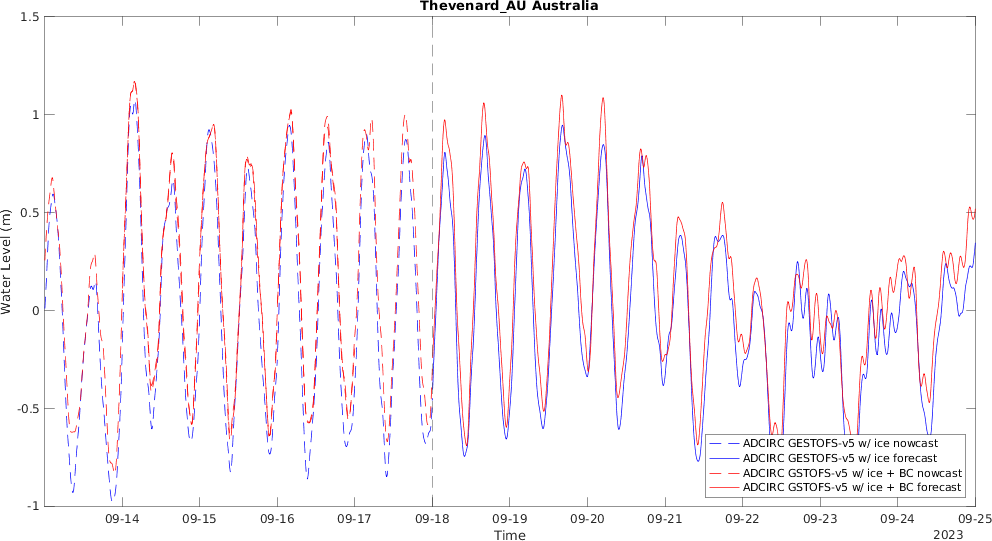 Thevenard_AU Australia
1.5
1
0.5
0
-0.5
-1
Water Level (m)
09-14
09-15
09-16
09-17
09-18
09-19
09-20
09-21
09-22
09-23
09-24
09-25
Time
2023
ADCIRC GESTOFS-v5 w/ ice nowcast
ADCIRC GESTOFS-v5 w/ ice forecast
ADCIRC GSTOFS-v5 w/ ice + BC nowcast
ADCIRC GSTOFS-v5 w/ ice + BC forecast